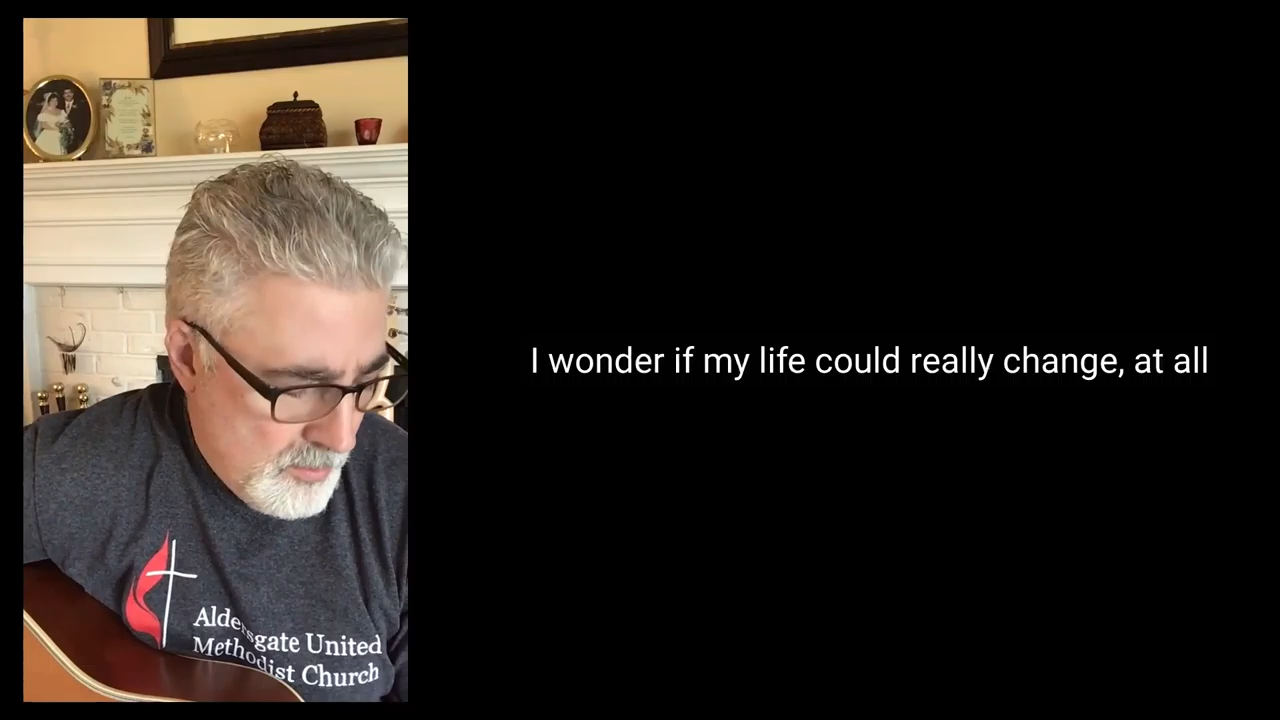 I wonder if my life could really change, at all
Aldersgate United
Methodist Church